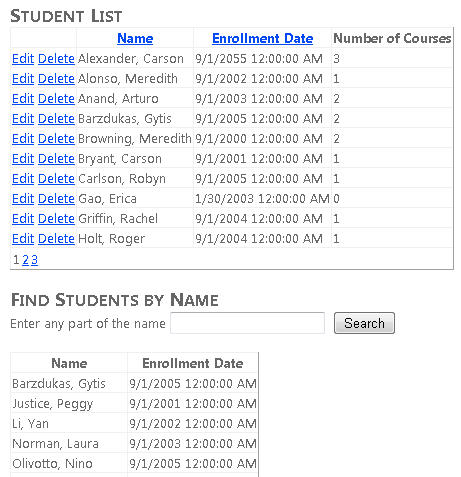 Student List
Name Enrollment Date Number of Courses
Edit Delete Alexander, Carson 9/1/2055 12:00:00 AM 3
Edit Delete Alonso, Meredith 9/1/2002 12:00:00 AM 1
Edit Delete Anand, Arturo 9/1/2003 12:00:00 AM 2
Edit Delete Barzdukas, Gytis 9/1/2005 12:00:00 AM 2
Edit Delete Browning, Meredith 9/1/2000 12:00:00 AM 2
Edit Delete Bryant, Carson 9/1/2001 12:00:00 AM 1
Edit Delete Carlson, Robyn 9/1/2005 12:00:00 AM 1
Edit Delete Gao, Erica 1/30/2003 12:00:00 AM 0
Edit Delete Griffin, Rachel 9/1/2004 12:00:00 AM 1
Edit Delete Holt, Roger 9/1/2004 12:00:00 AM 1
1 2 3
Find Students by Name
Enter any part of the name Search
Name Enrollment Date
Barzdukas, Gytis 9/1/2005 12:00:00 AM
Justice, Peggy 9/1/2001 12:00:00 AM
Li, Yan 9/1/2002 12:00:00 AM
Norman, Laura 9/1/2003 12:00:00 AM
Olivotto, Nino 9/1/2005 12:00:00 AM